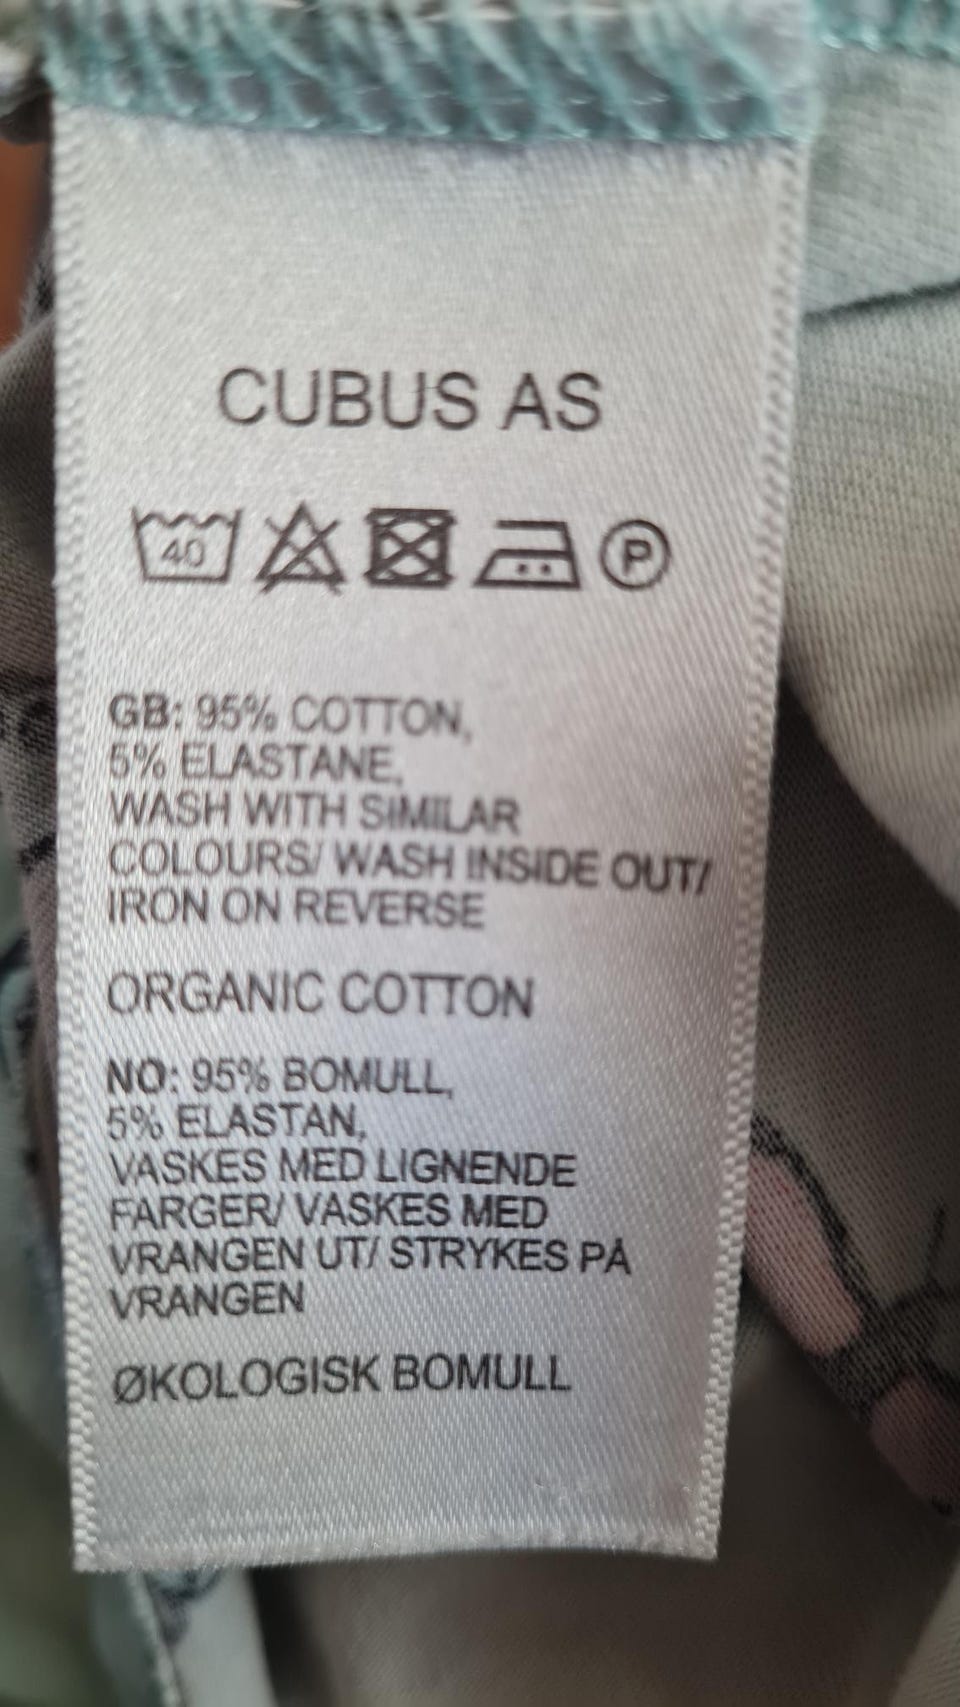 CUBUS AS
40 P
GB: 95% COTTON,
5% ELASTANE,
WASH WITH SIMILAR
COLOURS/ WASH INSIDE OUT/
IRON ON REVERSE
ORGANIC COTTON
NO: 95% BOMULL,
5% ELASTAN,
VASKES MED LIGNENDE
FARGER/ VASKES MED
VRANGEN UT/ STRYKES PÅ
VRANGEN
ØKOLOGISK BOMULL